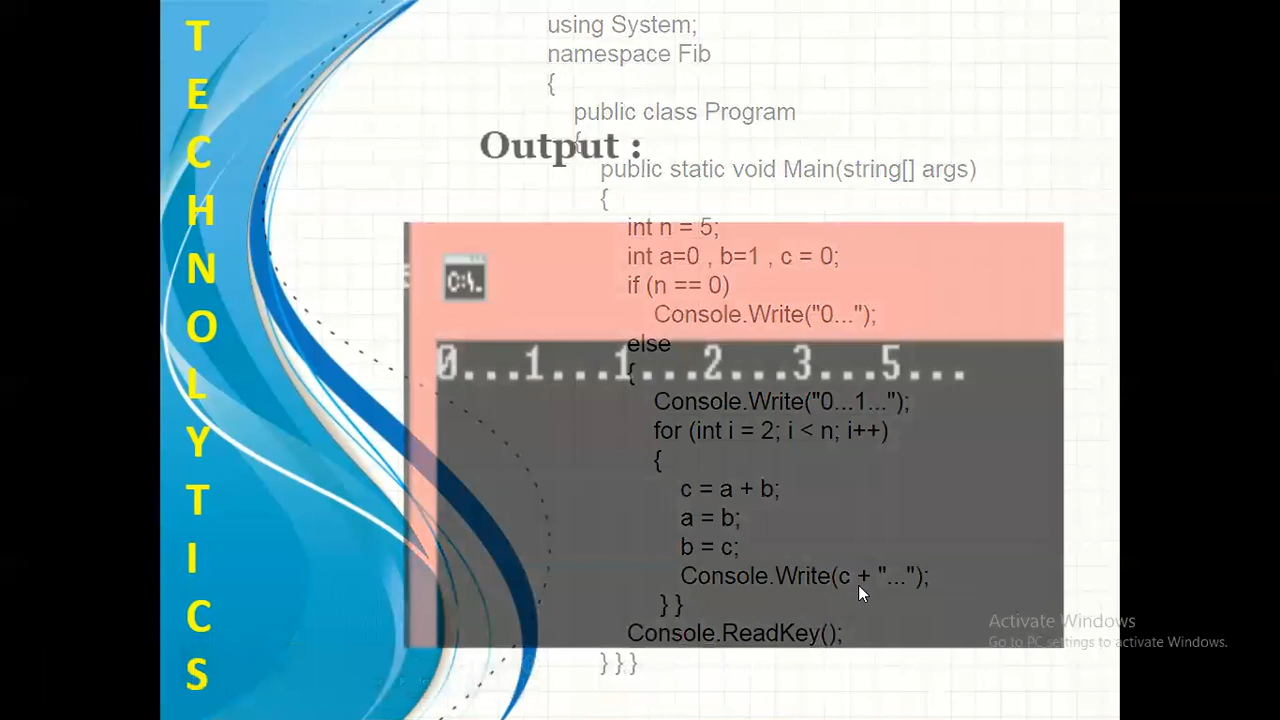 TECHNOLYTICS
using System;
namespace Fib
{
public class Program
{
Output :
public static void Main(string[] args)
{
int n = 5;
int a=0 , b=1 , c = 0;
if (n == 0)
Console.Write("0...");
C:\.
else
0...1...1...2...3...5...
{
Console.Write("0...1...");
for (int i = 2; i < n; i++)
{
c = a + b;
a = b;
b = c;
Console.Write(c + "...");
} }
Console.ReadKey();
} } }
Activate Windows
Go to PC settings to activate Windows.